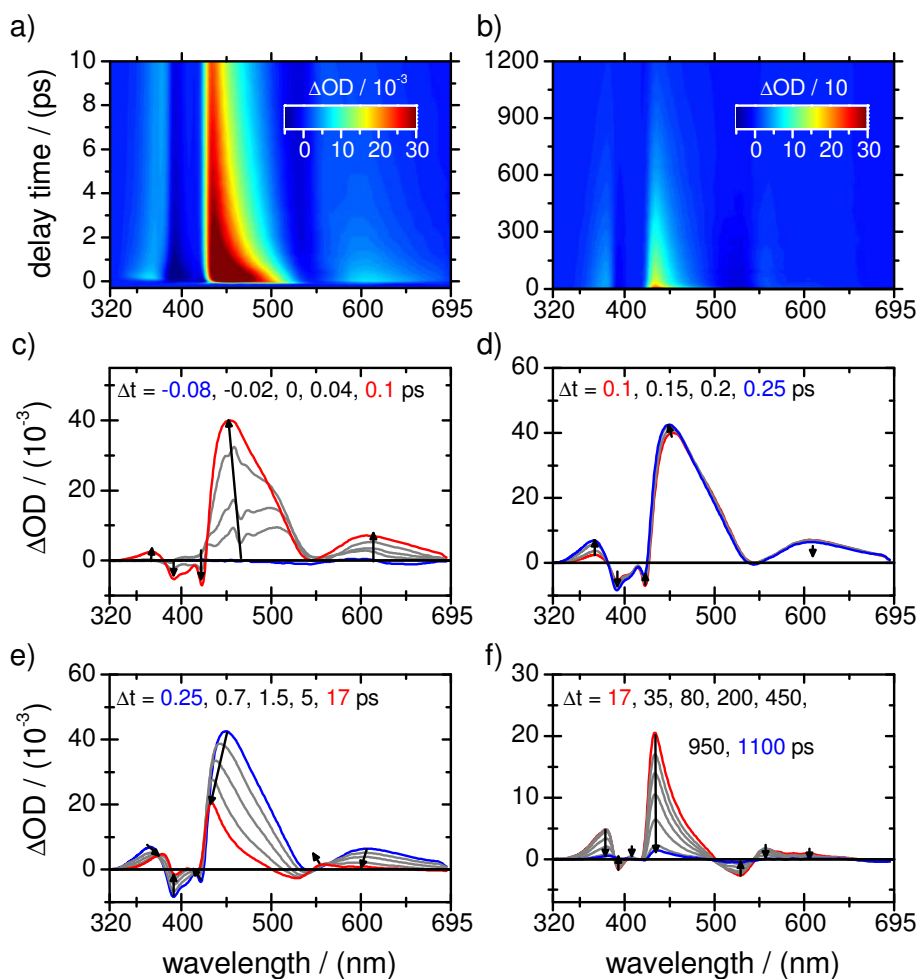 a)
b)
delay time / (ps)
10
8
6
4
2
0
ΔOD / 10⁻³
0 10 20 30
320 400 500 600 695
1200
900
600
300
0
ΔOD / 10
0 10 20 30
320 400 500 600 695
c)
d)
ΔOD / (10⁻³)
40
20
0
Δt = -0.08, -0.02, 0, 0.04, 0.1 ps
320 400 500 600 695
60
40
20
0
Δt = 0.1, 0.15, 0.2, 0.25 ps
320 400 500 600 695
e)
f)
ΔOD / (10⁻³)
60
40
20
0
Δt = 0.25, 0.7, 1.5, 5, 17 ps
320 400 500 600 695
wavelength / (nm)
30
20
10
0
Δt = 17, 35, 80, 200, 450,
950, 1100 ps
320 400 500 600 695
wavelength / (nm)